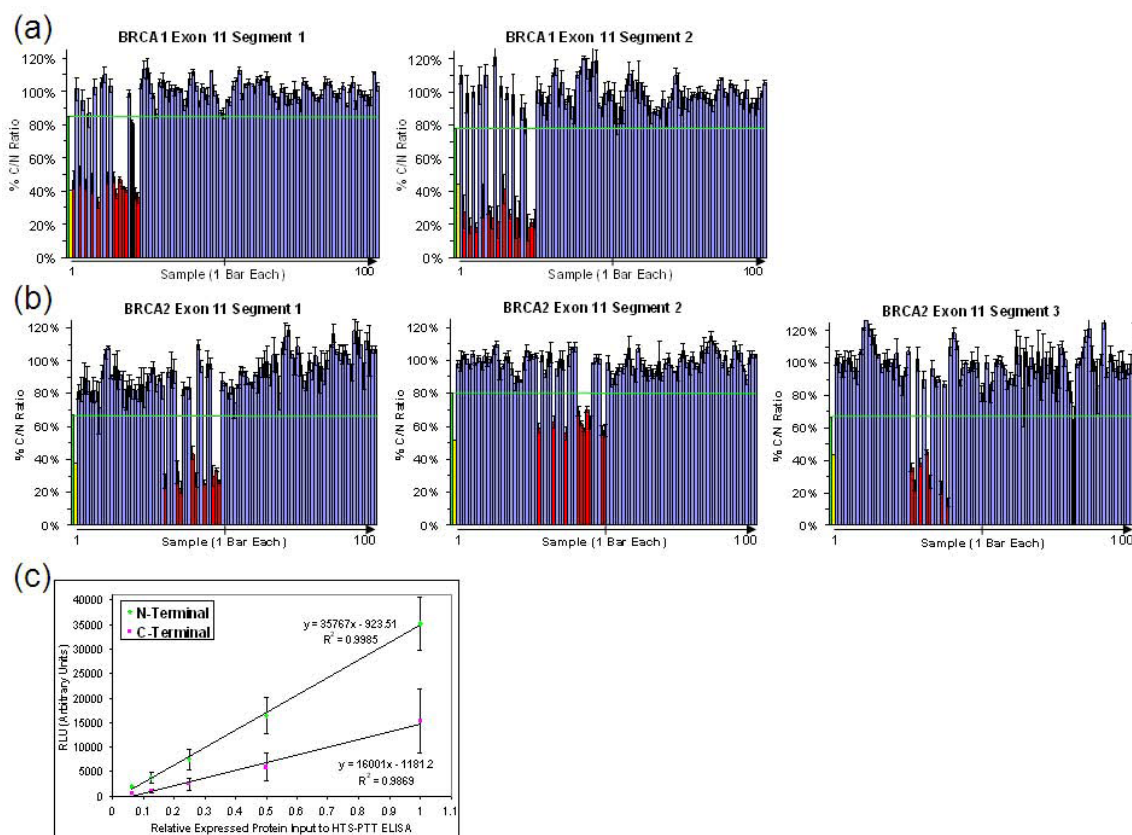 (a)
BRCA1 Exon 11 Segment 1
120%
100%
80%
60%
40%
20%
0%
% C/N Ratio
1
Sample (1 Bar Each)
100
BRCA1 Exon 11 Segment 2
120%
100%
80%
60%
40%
20%
0%
% C/N Ratio
1
Sample (1 Bar Each)
100
(b)
BRCA2 Exon 11 Segment 1
120%
100%
80%
60%
40%
20%
0%
% C/N Ratio
1
Sample (1 Bar Each)
100
BRCA2 Exon 11 Segment 2
120%
100%
80%
60%
40%
20%
0%
% C/N Ratio
1
Sample (1 Bar Each)
100
BRCA2 Exon 11 Segment 3
120%
100%
80%
60%
40%
20%
0%
% C/N Ratio
1
Sample (1 Bar Each)
100
(c)
N-Terminal
C-Terminal
y = 35767x - 923.51
R² = 0.9985
y = 16001x - 1181.2
R² = 0.9869
40000
35000
30000
25000
20000
15000
10000
5000
0
RLU (Arbitrary Units)
0 0.1 0.2 0.3 0.4 0.5 0.6 0.7 0.8 0.9 1 1.1
Relative Expressed Protein Input to HTS-PTT ELISA